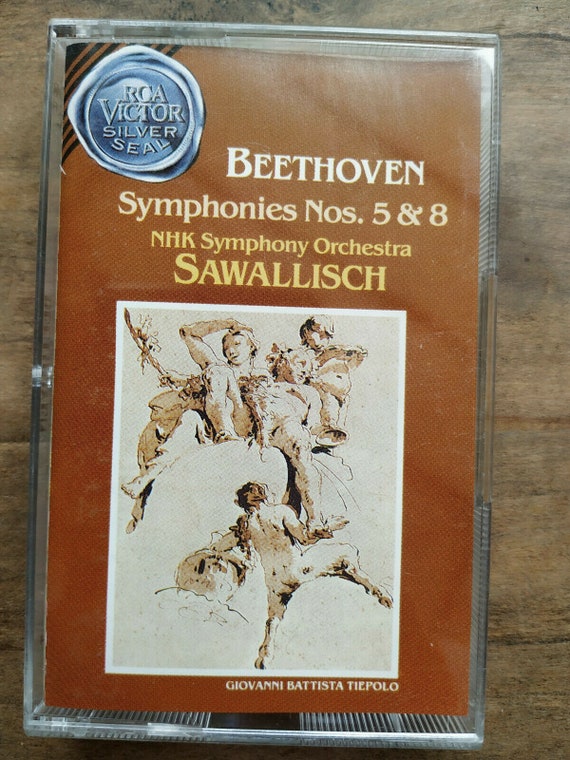 RCA
VICTOR
SILVER
SEAL
BEETHOVEN
Symphonies Nos. 5 & 8
NHK Symphony Orchestra
SAWALLISCH
GIOVANNI BATTISTA TIEPOLO